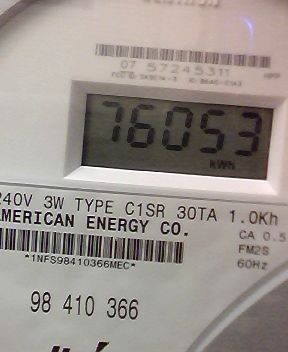 07 57245311
76053
kWh
240V 3W TYPE C1SR 30TA 1.0Kh
AMERICAN ENERGY CO.
CA 0.5
FM2S
60Hz
*1NFS98410366MEC*
98 410 366